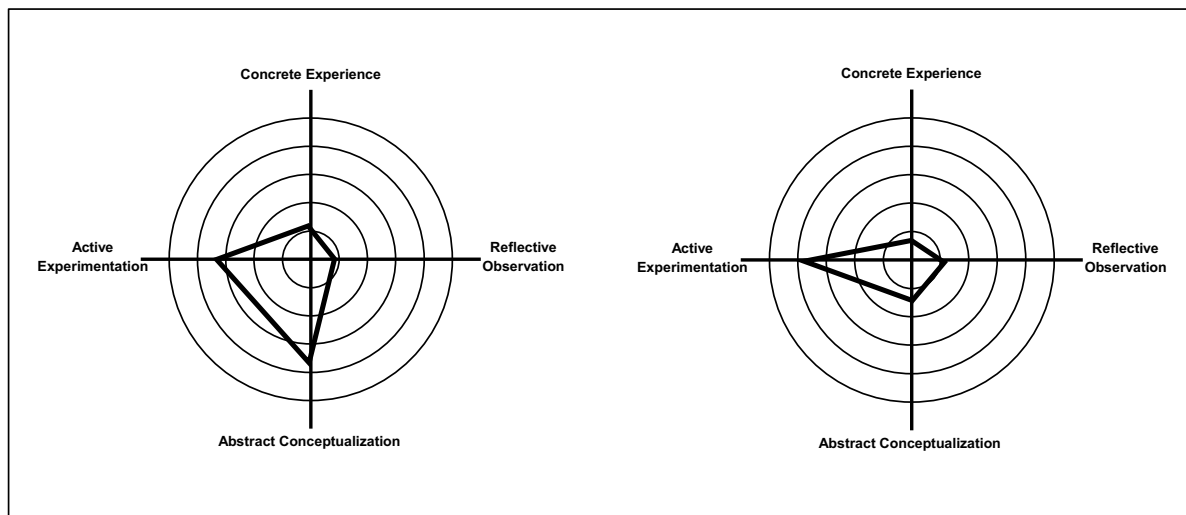 Concrete Experience
Active
Experimentation
Reflective
Observation
Abstract Conceptualization
Concrete Experience
Active
Experimentation
Reflective
Observation
Abstract Conceptualization